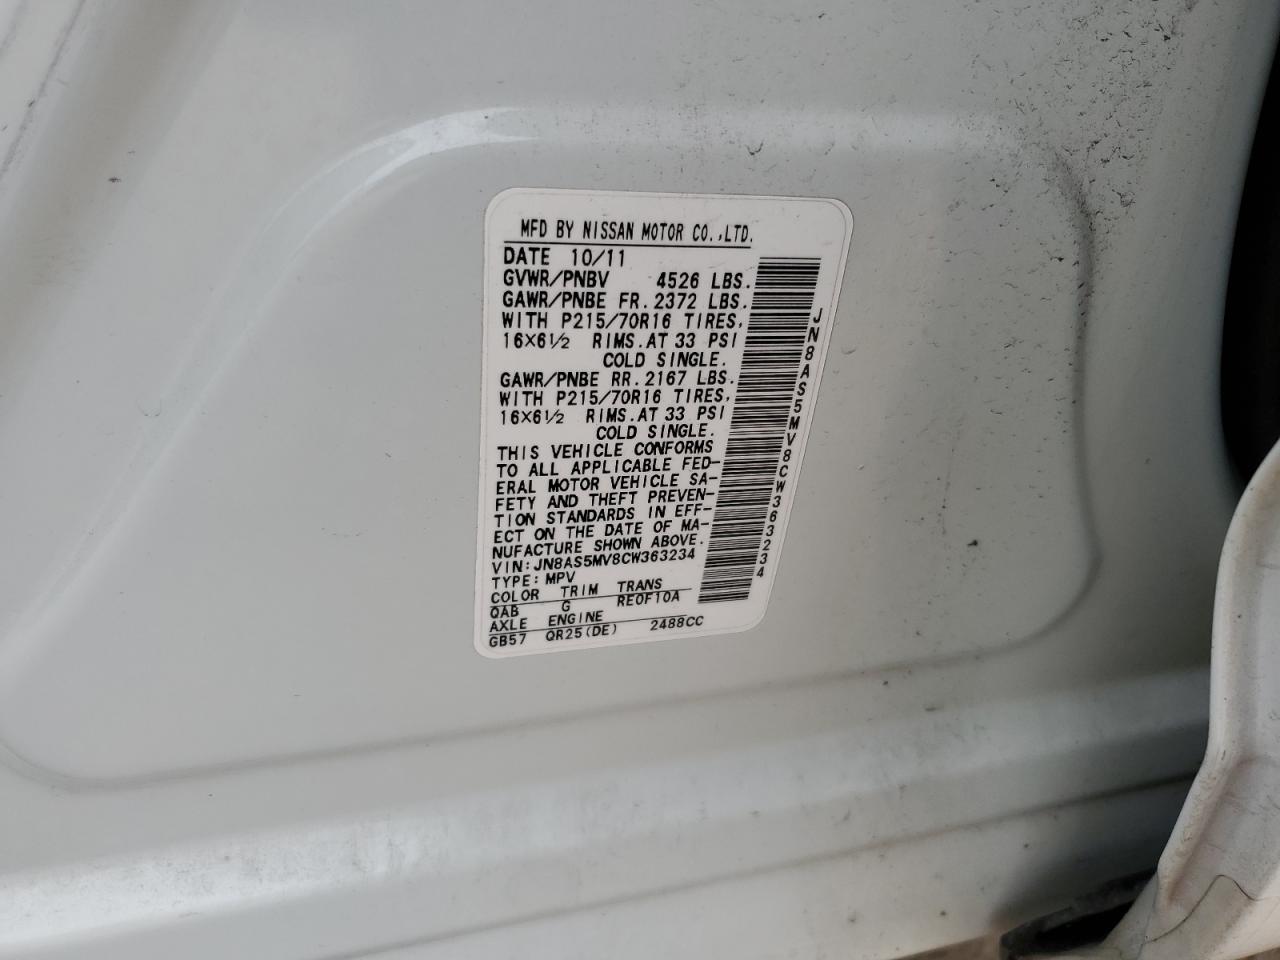 MFD BY NISSAN MOTOR CO.,LTD.
DATE 10/11
GVWR/PNBV 4526 LBS.
GAWR/PNBE FR.2372 LBS.
WITH P215/70R16 TIRES,
16×6½ RIMS.AT 33 PSI
COLD SINGLE.
GAWR/PNBE RR.2167 LBS.
WITH P215/70R16 TIRES,
16×6½ RIMS.AT 33 PSI
COLD SINGLE.
THIS VEHICLE CONFORMS
TO ALL APPLICABLE FED-
ERAL MOTOR VEHICLE SA-
FETY AND THEFT PREVEN-
TION STANDARDS IN EFF-
ECT ON THE DATE OF MA-
NUFACTURE SHOWN ABOVE.
VIN:JN8AS5MV8CW363234
TYPE:MPV
COLOR TRIM TRANS
QAB G RE0F10A
AXLE ENGINE
GB57 QR25(DE) 2488CC
JN8AS5MV8CW363234